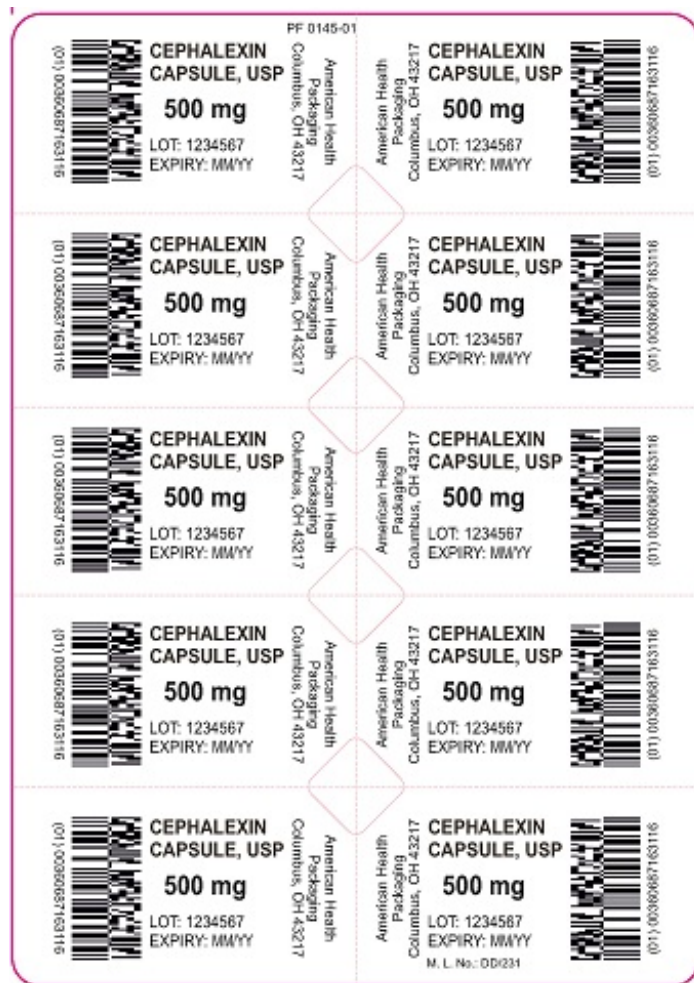 PF 0145-01
(01) 00360687163116
CEPHALEXIN
CAPSULE, USP
500 mg
LOT: 1234567
EXPIRY: MM/YY
American Health
Packaging
Columbus, OH 43217
American Health
Packaging
Columbus, OH 43217
CEPHALEXIN
CAPSULE, USP
500 mg
LOT: 1234567
EXPIRY: MM/YY
(01) 00360687163116
(01) 00360687163116
CEPHALEXIN
CAPSULE, USP
500 mg
LOT: 1234567
EXPIRY: MM/YY
American Health
Packaging
Columbus, OH 43217
American Health
Packaging
Columbus, OH 43217
CEPHALEXIN
CAPSULE, USP
500 mg
LOT: 1234567
EXPIRY: MM/YY
(01) 00360687163116
(01) 00360687163116
CEPHALEXIN
CAPSULE, USP
500 mg
LOT: 1234567
EXPIRY: MM/YY
American Health
Packaging
Columbus, OH 43217
American Health
Packaging
Columbus, OH 43217
CEPHALEXIN
CAPSULE, USP
500 mg
LOT: 1234567
EXPIRY: MM/YY
(01) 00360687163116
(01) 00360687163116
CEPHALEXIN
CAPSULE, USP
500 mg
LOT: 1234567
EXPIRY: MM/YY
American Health
Packaging
Columbus, OH 43217
American Health
Packaging
Columbus, OH 43217
CEPHALEXIN
CAPSULE, USP
500 mg
LOT: 1234567
EXPIRY: MM/YY
(01) 00360687163116
(01) 00360687163116
CEPHALEXIN
CAPSULE, USP
500 mg
LOT: 1234567
EXPIRY: MM/YY
American Health
Packaging
Columbus, OH 43217
American Health
Packaging
Columbus, OH 43217
CEPHALEXIN
CAPSULE, USP
500 mg
LOT: 1234567
EXPIRY: MM/YY
(01) 00360687163116
M. L. No.: DDI231